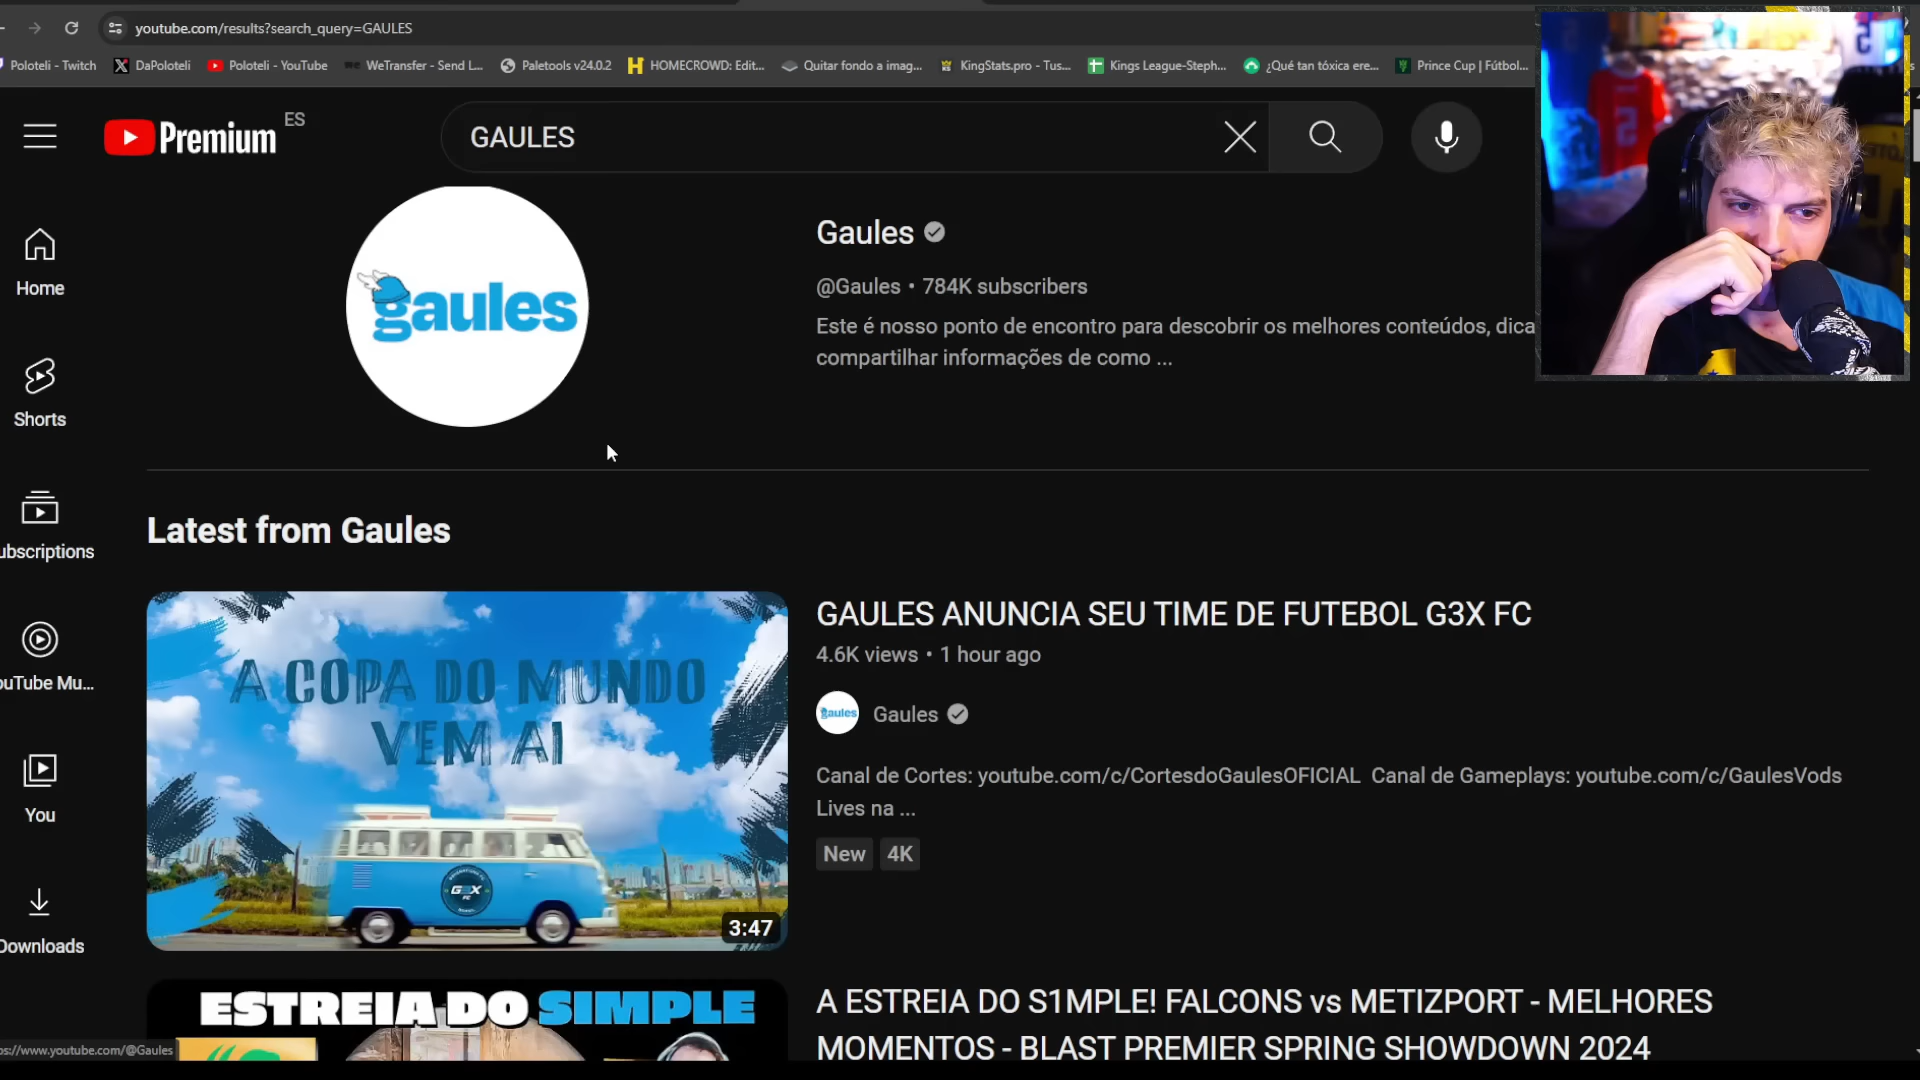 youtube.com/results?search_query=GAULES
Poloteli - Twitch
DaPoloteli
Poloteli - YouTube
WeTransfer - Send L...
Paletools v24.0.2
HOMECROWD: Edit...
Quitar fondo a imag...
KingStats.pro - Tus...
Kings League-Steph...
¿Qué tan tóxica ere...
Prince Cup | Fútbol...
Premium
ES
GAULES
Home
Shorts
ubscriptions
ouTube Mu...
You
Downloads
gaules
Gaules
@Gaules • 784K subscribers
Este é nosso ponto de encontro para descobrir os melhores conteúdos, dica
compartilhar informações de como ...
Latest from Gaules
A COPA DO MUNDO
VEM AI
G3X
FC
3:47
GAULES ANUNCIA SEU TIME DE FUTEBOL G3X FC
4.6K views • 1 hour ago
gaules
Gaules
Canal de Cortes: youtube.com/c/CortesdoGaulesOFICIAL Canal de Gameplays: youtube.com/c/GaulesVods
Lives na ...
New
4K
ESTREIA DO SIMPLE
A ESTREIA DO S1MPLE! FALCONS vs METIZPORT - MELHORES
MOMENTOS - BLAST PREMIER SPRING SHOWDOWN 2024
ps://www.youtube.com/@Gaules